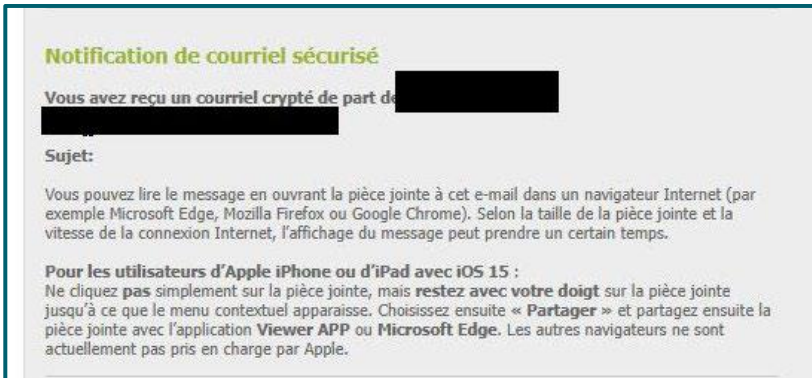 Notification de courriel sécurisé
Vous avez reçu un courriel crypté de part de
Sujet:
Vous pouvez lire le message en ouvrant la pièce jointe à cet e-mail dans un navigateur Internet (par
exemple Microsoft Edge, Mozilla Firefox ou Google Chrome). Selon la taille de la pièce jointe et la
vitesse de la connexion Internet, l'affichage du message peut prendre un certain temps.
Pour les utilisateurs d'Apple iPhone ou d'iPad avec iOS 15 :
Ne cliquez pas simplement sur la pièce jointe, mais restez avec votre doigt sur la pièce jointe
jusqu'à ce que le menu contextuel apparaisse. Choisissez ensuite « Partager » et partagez ensuite la
pièce jointe avec l'application Viewer APP ou Microsoft Edge. Les autres navigateurs ne sont
actuellement pas pris en charge par Apple.